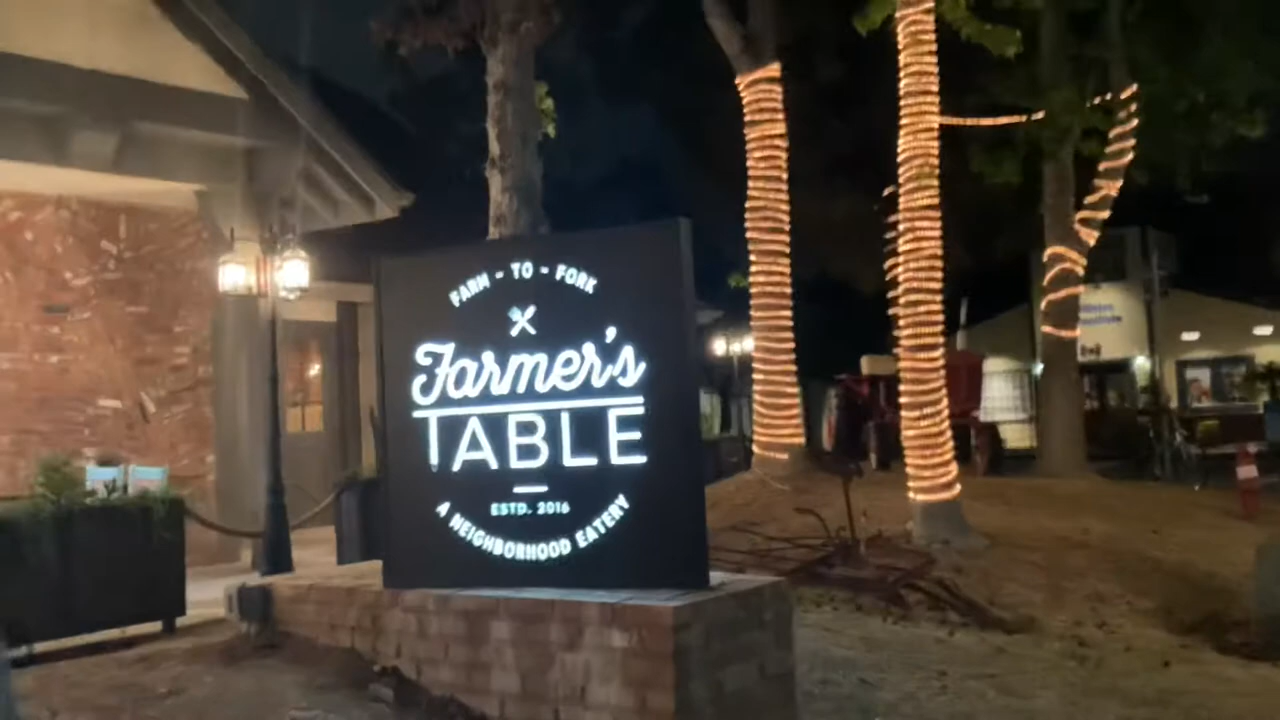 FARM - TO - FORK
Farmer's
TABLE
ESTD. 2016
A NEIGHBORHOOD EATERY